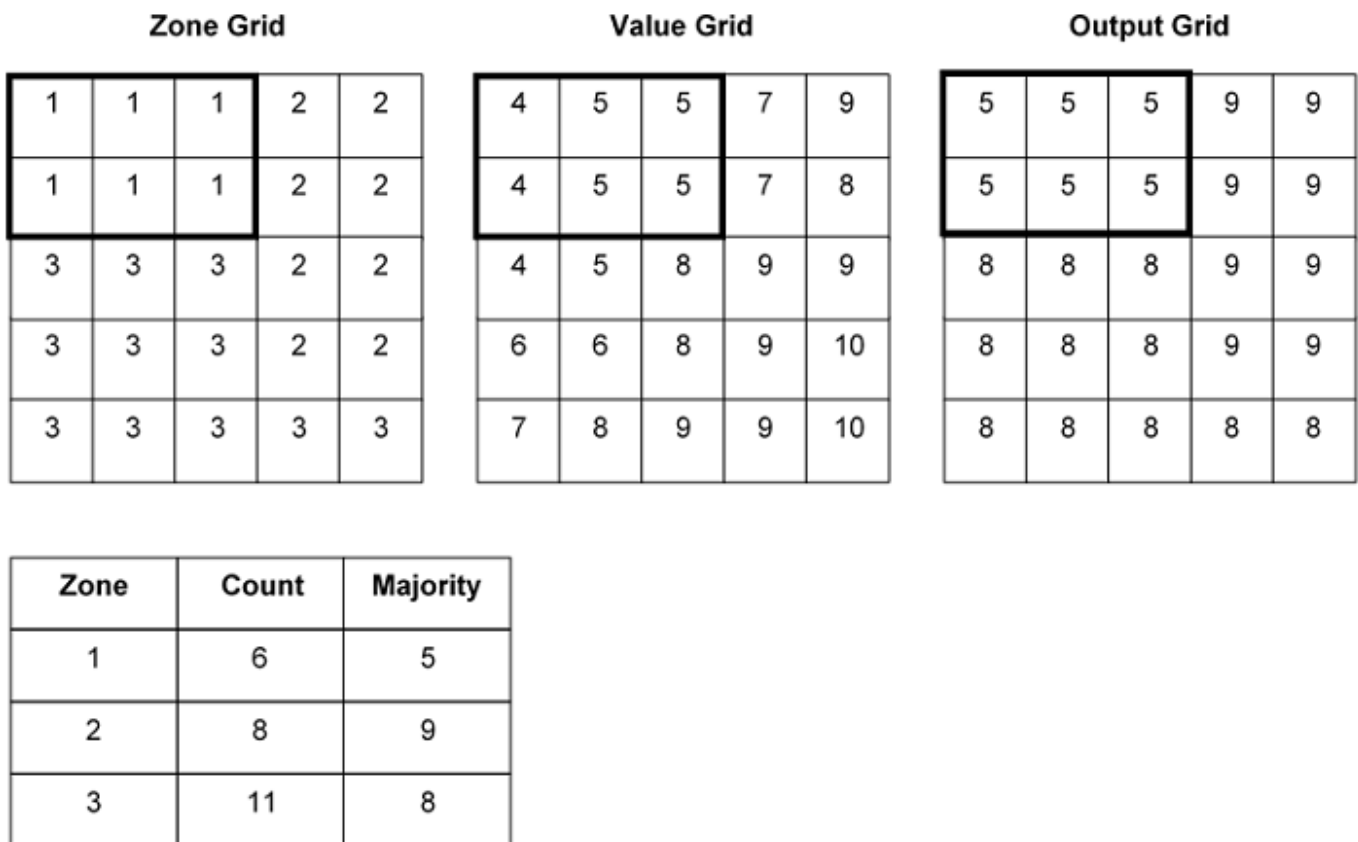 Zone Grid Value Grid Output Grid
1 1 1 2 2 4 5 5 7 9 5 5 5 9 9
1 1 1 2 2 4 5 5 7 8 5 5 5 9 9
3 3 3 2 2 4 5 8 9 9 8 8 8 9 9
3 3 3 2 2 6 6 8 9 10 8 8 8 9 9
3 3 3 3 3 7 8 9 9 10 8 8 8 8 8
Zone Count Majority
1 6 5
2 8 9
3 11 8